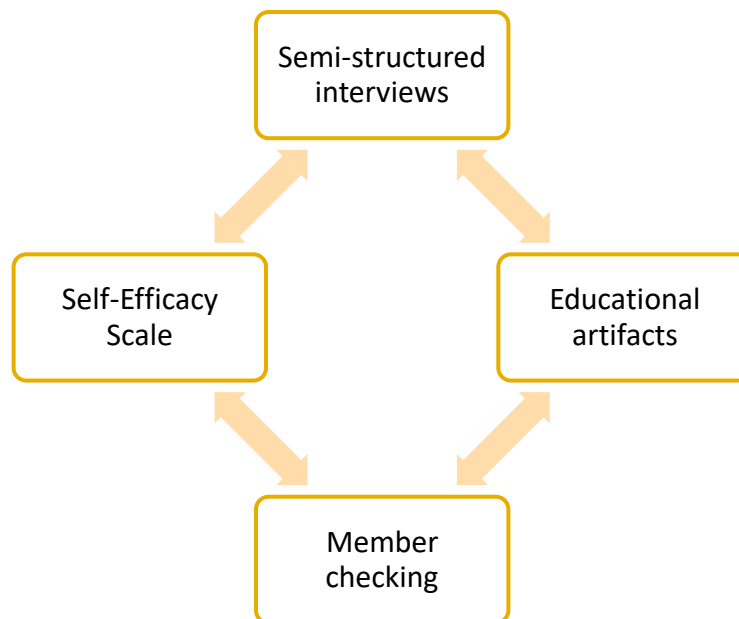 Semi-structured
interviews
Self-Efficacy
Scale
Educational
artifacts
Member
checking